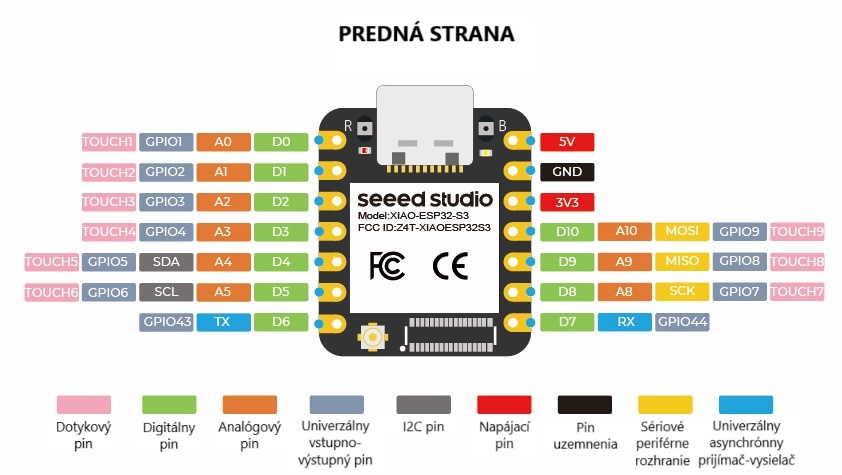 PREDNÁ STRANA
R B
TOUCH1 GPIO1 A0 D0 5V
TOUCH2 GPIO2 A1 D1 GND
TOUCH3 GPIO3 A2 D2 seeed studio 3V3
Model:XIAO-ESP32-S3
TOUCH4 GPIO4 A3 D3 FCC ID:Z4T-XIAOESP32S3 D10 A10 MOSI GPIO9 TOUCH9
TOUCH5 GPIO5 SDA A4 D4 FC CE D9 A9 MISO GPIO8 TOUCH8
TOUCH6 GPIO6 SCL A5 D5 D8 A8 SCK GPIO7 TOUCH7
GPIO43 TX D6 D7 RX GPIO44
Dotykový pin
Digitálny pin
Analógový pin
Univerzálny vstupno-výstupný pin
I2C pin
Napájací pin
Pin uzemnenia
Sériové periférne rozhranie
Univerzálny asynchrónny prijímač-vysielač